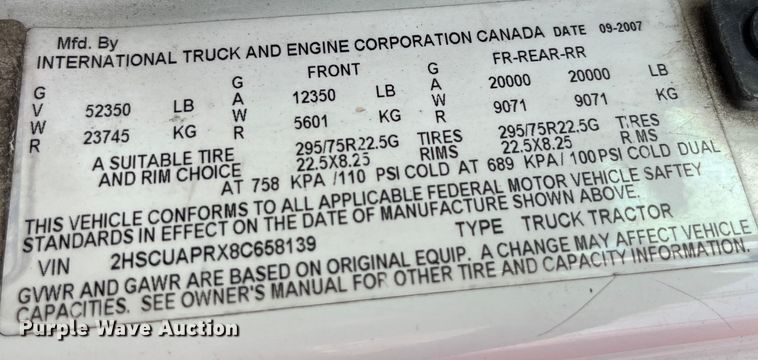 Mfd. By
INTERNATIONAL TRUCK AND ENGINE CORPORATION CANADA DATE 09-2007
G FRONT G FR-REAR-RR
V 52350 LB A 12350 LB A 20000 20000 LB
W 23745 KG W 5601 KG W 9071 9071 KG
R R R
A SUITABLE TIRE 295/75R22.5G TIRES 295/75R22.5G TIRES
AND RIM CHOICE 22.5X8.25 RIMS 22.5X8.25 RIMS
AT 758 KPA /110 PSI COLD AT 689 KPA/ 100 PSI COLD DUAL
THIS VEHICLE CONFORMS TO ALL APPLICABLE FEDERAL MOTOR VEHICLE SAFTEY
STANDARDS IN EFFECT ON THE DATE OF MANUFACTURE SHOWN ABOVE.
VIN 2HSCUAPRX8C658139 TYPE TRUCK TRACTOR
GVWR AND GAWR ARE BASED ON ORIGINAL EQUIP. A CHANGE MAY AFFECT VEHICLE
CAPACITIES. SEE OWNER'S MANUAL FOR OTHER TIRE AND CAPACITY INFORMATION.
Purple Wave Auction